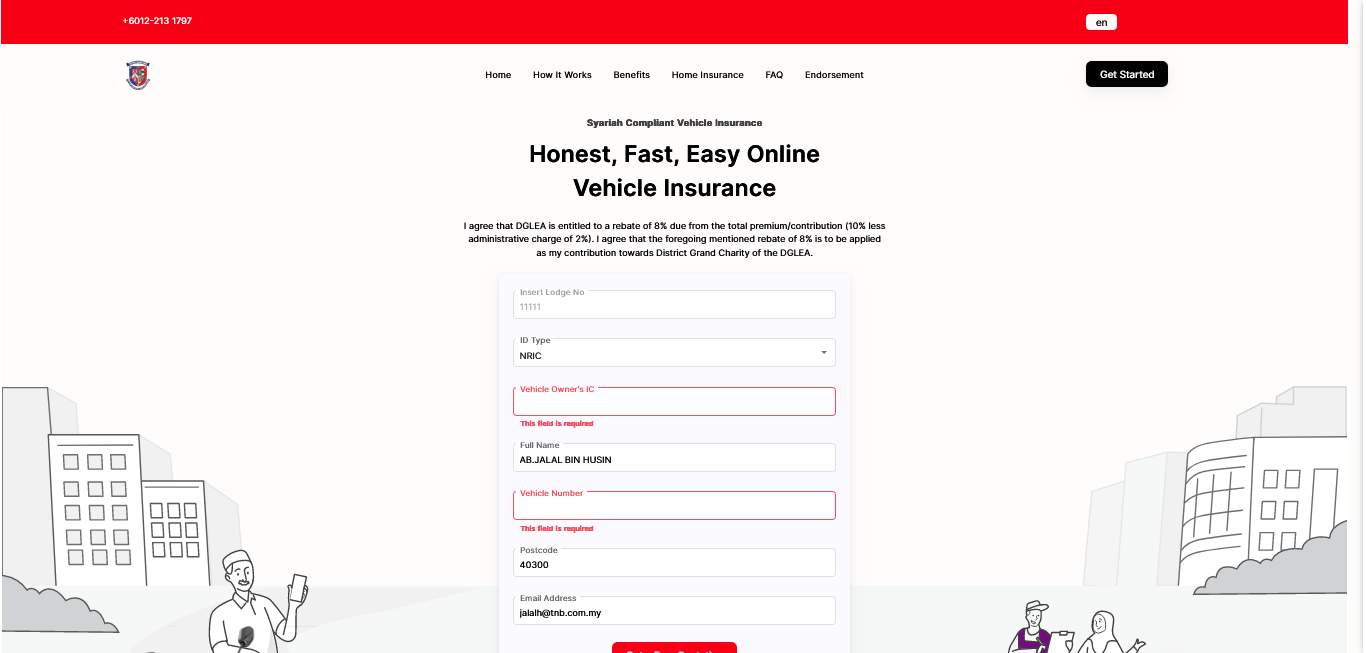 +6012-213 1797
en
Home
How It Works
Benefits
Home Insurance
FAQ
Endorsement
Get Started
Syariah Compliant Vehicle Insurance
Honest, Fast, Easy Online
Vehicle Insurance
I agree that DGLEA is entitled to a rebate of 8% due from the total premium/contribution (10% less
administrative charge of 2%). I agree that the foregoing mentioned rebate of 8% is to be applied
as my contribution towards District Grand Charity of the DGLEA.
Insert Lodge No
11111
ID Type
NRIC
Vehicle Owner's IC
This field is required
Full Name
AB.JALAL BIN HUSIN
Vehicle Number
This field is required
Postcode
40300
Email Address
jalalh@tnb.com.my